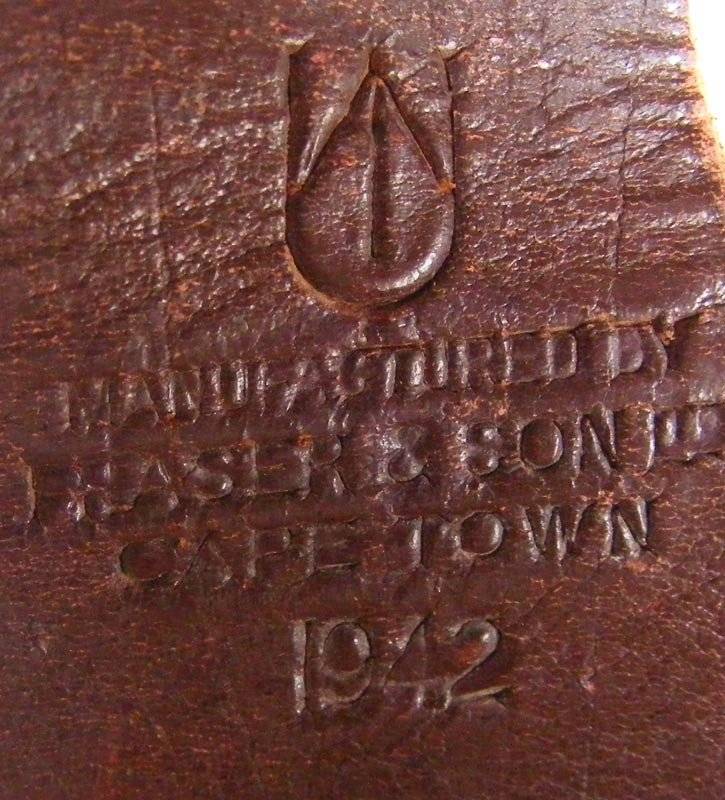 MANUFACTURED BY
FRASER & SON LTD
CAPE TOWN
1942